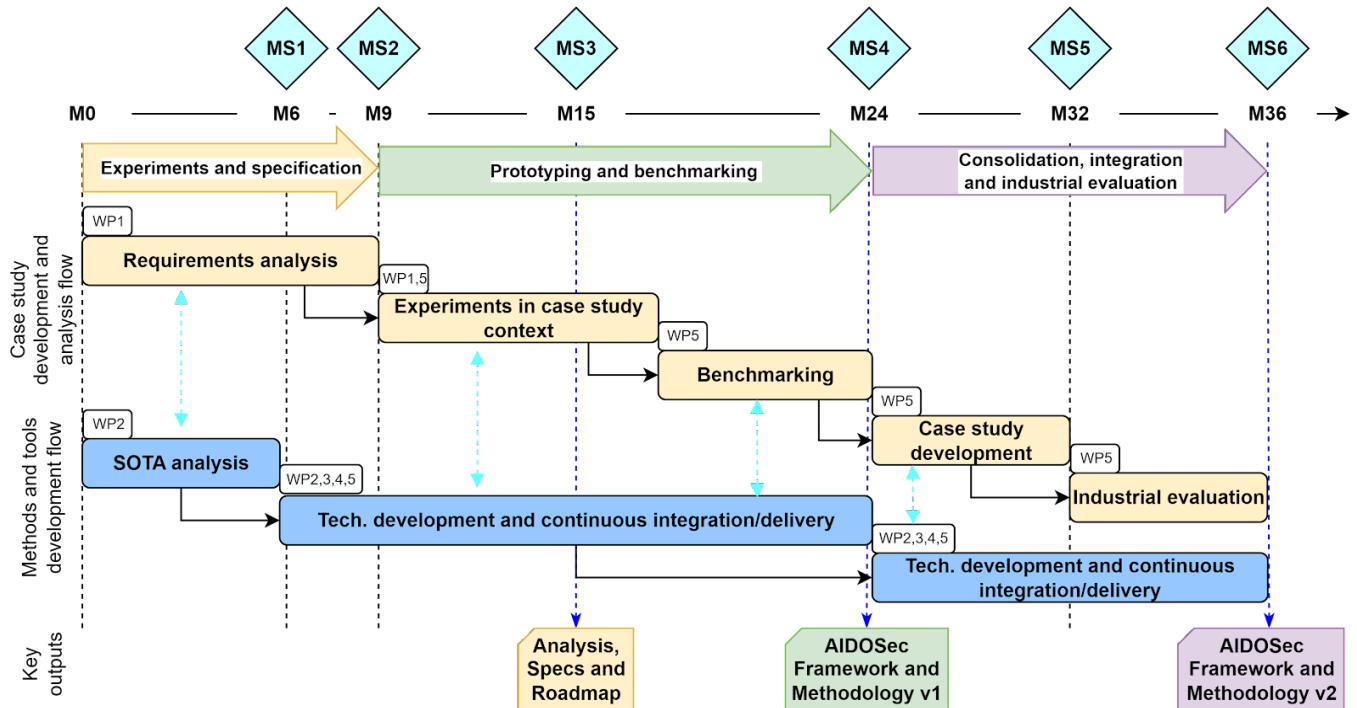 MS1
MS2
MS3
MS4
MS5
MS6
M0
M6
M9
M15
M24
M32
M36
Experiments and specification
Prototyping and benchmarking
Consolidation, integration
and industrial evaluation
Case study
development and
analysis flow
WP1
Requirements analysis
WP1,5
Experiments in case study
context
WP5
Benchmarking
WP5
Case study
development
WP5
Industrial evaluation
Methods and tools
development flow
WP2
SOTA analysis
WP2,3,4,5
Tech. development and continuous integration/delivery
WP2,3,4,5
Tech. development and continuous
integration/delivery
Key
outputs
Analysis,
Specs and
Roadmap
AIDOSec
Framework and
Methodology v1
AIDOSec
Framework and
Methodology v2